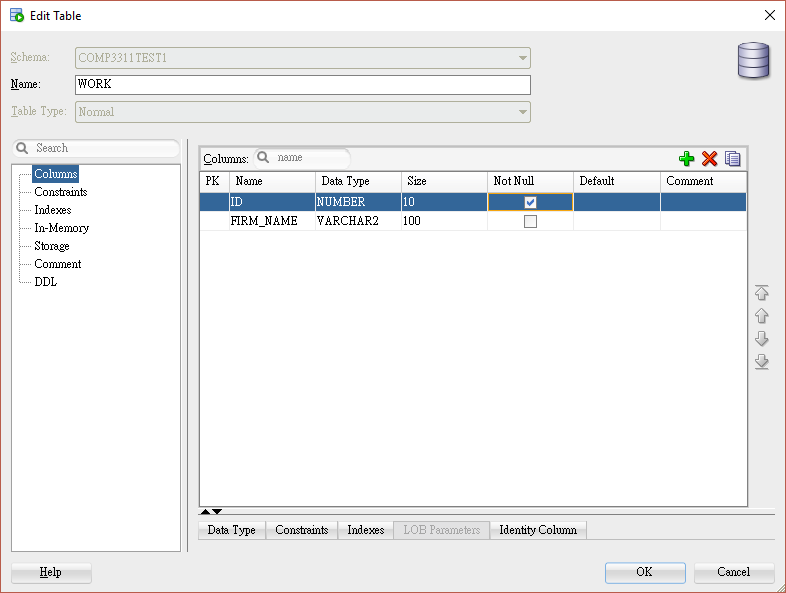 Edit Table
Schema: COMP3311TEST1
Name: WORK
Table Type: Normal
Search
Columns
Constraints
Indexes
In-Memory
Storage
Comment
DDL
Columns: name
PK Name Data Type Size Not Null Default Comment
ID NUMBER 10
FIRM_NAME VARCHAR2 100
Data Type Constraints Indexes LOB Parameters Identity Column
Help OK Cancel